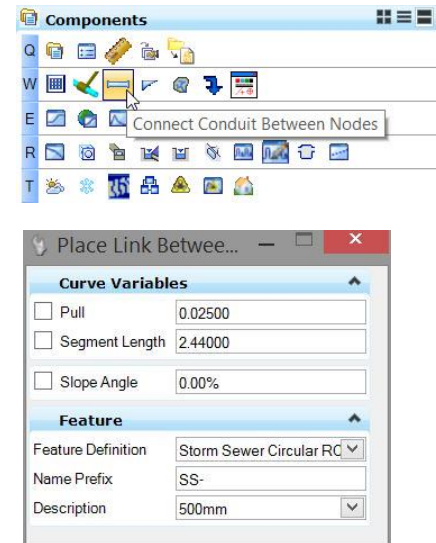 Components
Q
W
E
Connect Conduit Between Nodes
R
T
Place Link Betwee...
Curve Variables
Pull 0.02500
Segment Length 2.44000
Slope Angle 0.00%
Feature
Feature Definition Storm Sewer Circular RC
Name Prefix SS-
Description 500mm